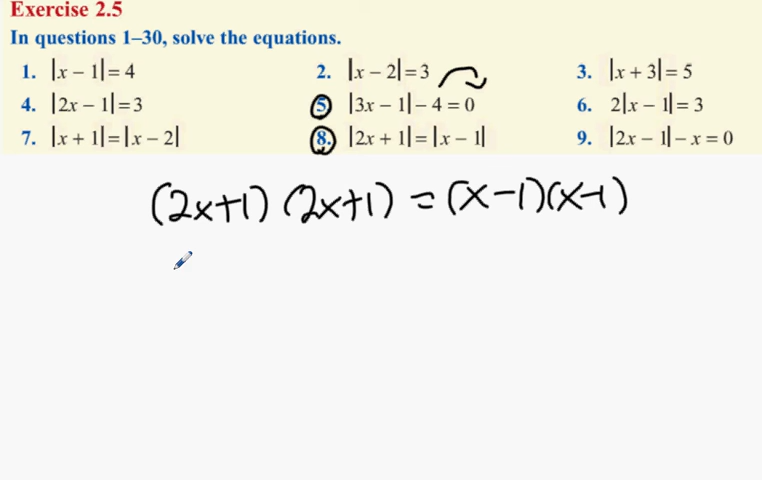 Exercise 2.5
In questions 1–30, solve the equations.
1. |x − 1| = 4 2. |x − 2| = 3 3. |x + 3| = 5
4. |2x − 1| = 3 5. |3x − 1| − 4 = 0 6. 2|x − 1| = 3
7. |x + 1| = |x − 2| 8. |2x + 1| = |x − 1| 9. |2x − 1| − x = 0
(2x+1) (2x+1) = (x−1)(x−1)